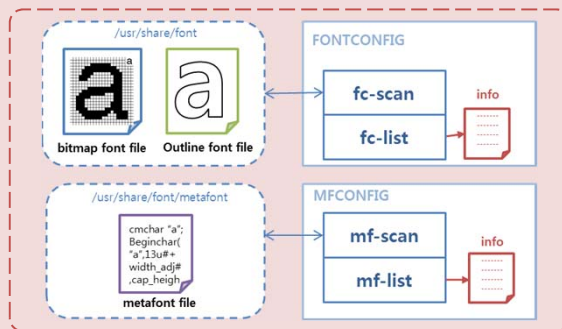 /usr/share/font
a
a
a
bitmap font file
Outline font file
FONTCONFIG
fc-scan
fc-list
info
/usr/share/font/metafont
cmchar "a";
Beginchar(
"a",13u#+
width_adj#
,cap_heigh
metafont file
MFCONFIG
mf-scan
mf-list
info